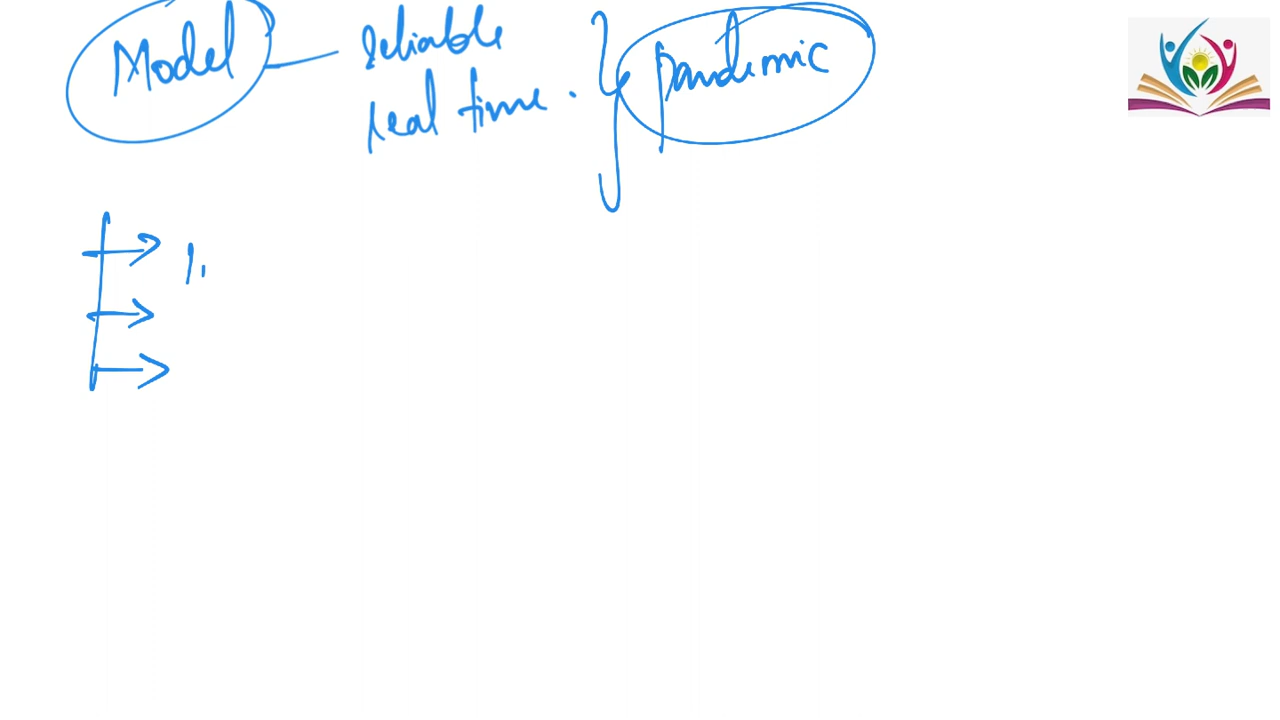 Model — reliable
real time. } pandemic